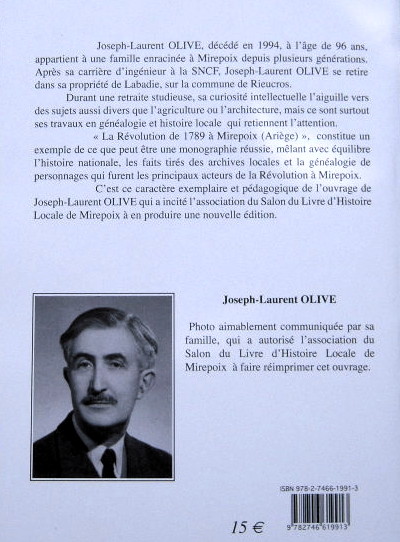 Joseph-Laurent OLIVE, décédé en 1994, à l'âge de 96 ans,
appartient à une famille enracinée à Mirepoix depuis plusieurs générations.
Après sa carrière d'ingénieur à la SNCF, Joseph-Laurent OLIVE se retire
dans sa propriété de Labadie, sur la commune de Rieucros.
Durant une retraite studieuse, sa curiosité intellectuelle l'aiguille vers
des sujets aussi divers que l'agriculture ou l'architecture, mais ce sont surtout
ses travaux en généalogie et histoire locale qui retiennent l'attention.
« La Révolution de 1789 à Mirepoix (Ariège) », constitue un
exemple de ce que peut être une monographie réussie, mêlant avec équilibre
l'histoire nationale, les faits tirés des archives locales et la généalogie de
personnages qui furent les principaux acteurs de la Révolution à Mirepoix.
C'est ce caractère exemplaire et pédagogique de l'ouvrage de
Joseph-Laurent OLIVE qui a incité l'association du Salon du Livre d'Histoire
Locale de Mirepoix à en produire une nouvelle édition.
Joseph-Laurent OLIVE
Photo aimablement communiquée par sa
famille, qui a autorisé l'association du
Salon du Livre d'Histoire Locale de
Mirepoix à faire réimprimer cet ouvrage.
ISBN 978-2-7466-1991-3
9 782746 619913
15 €